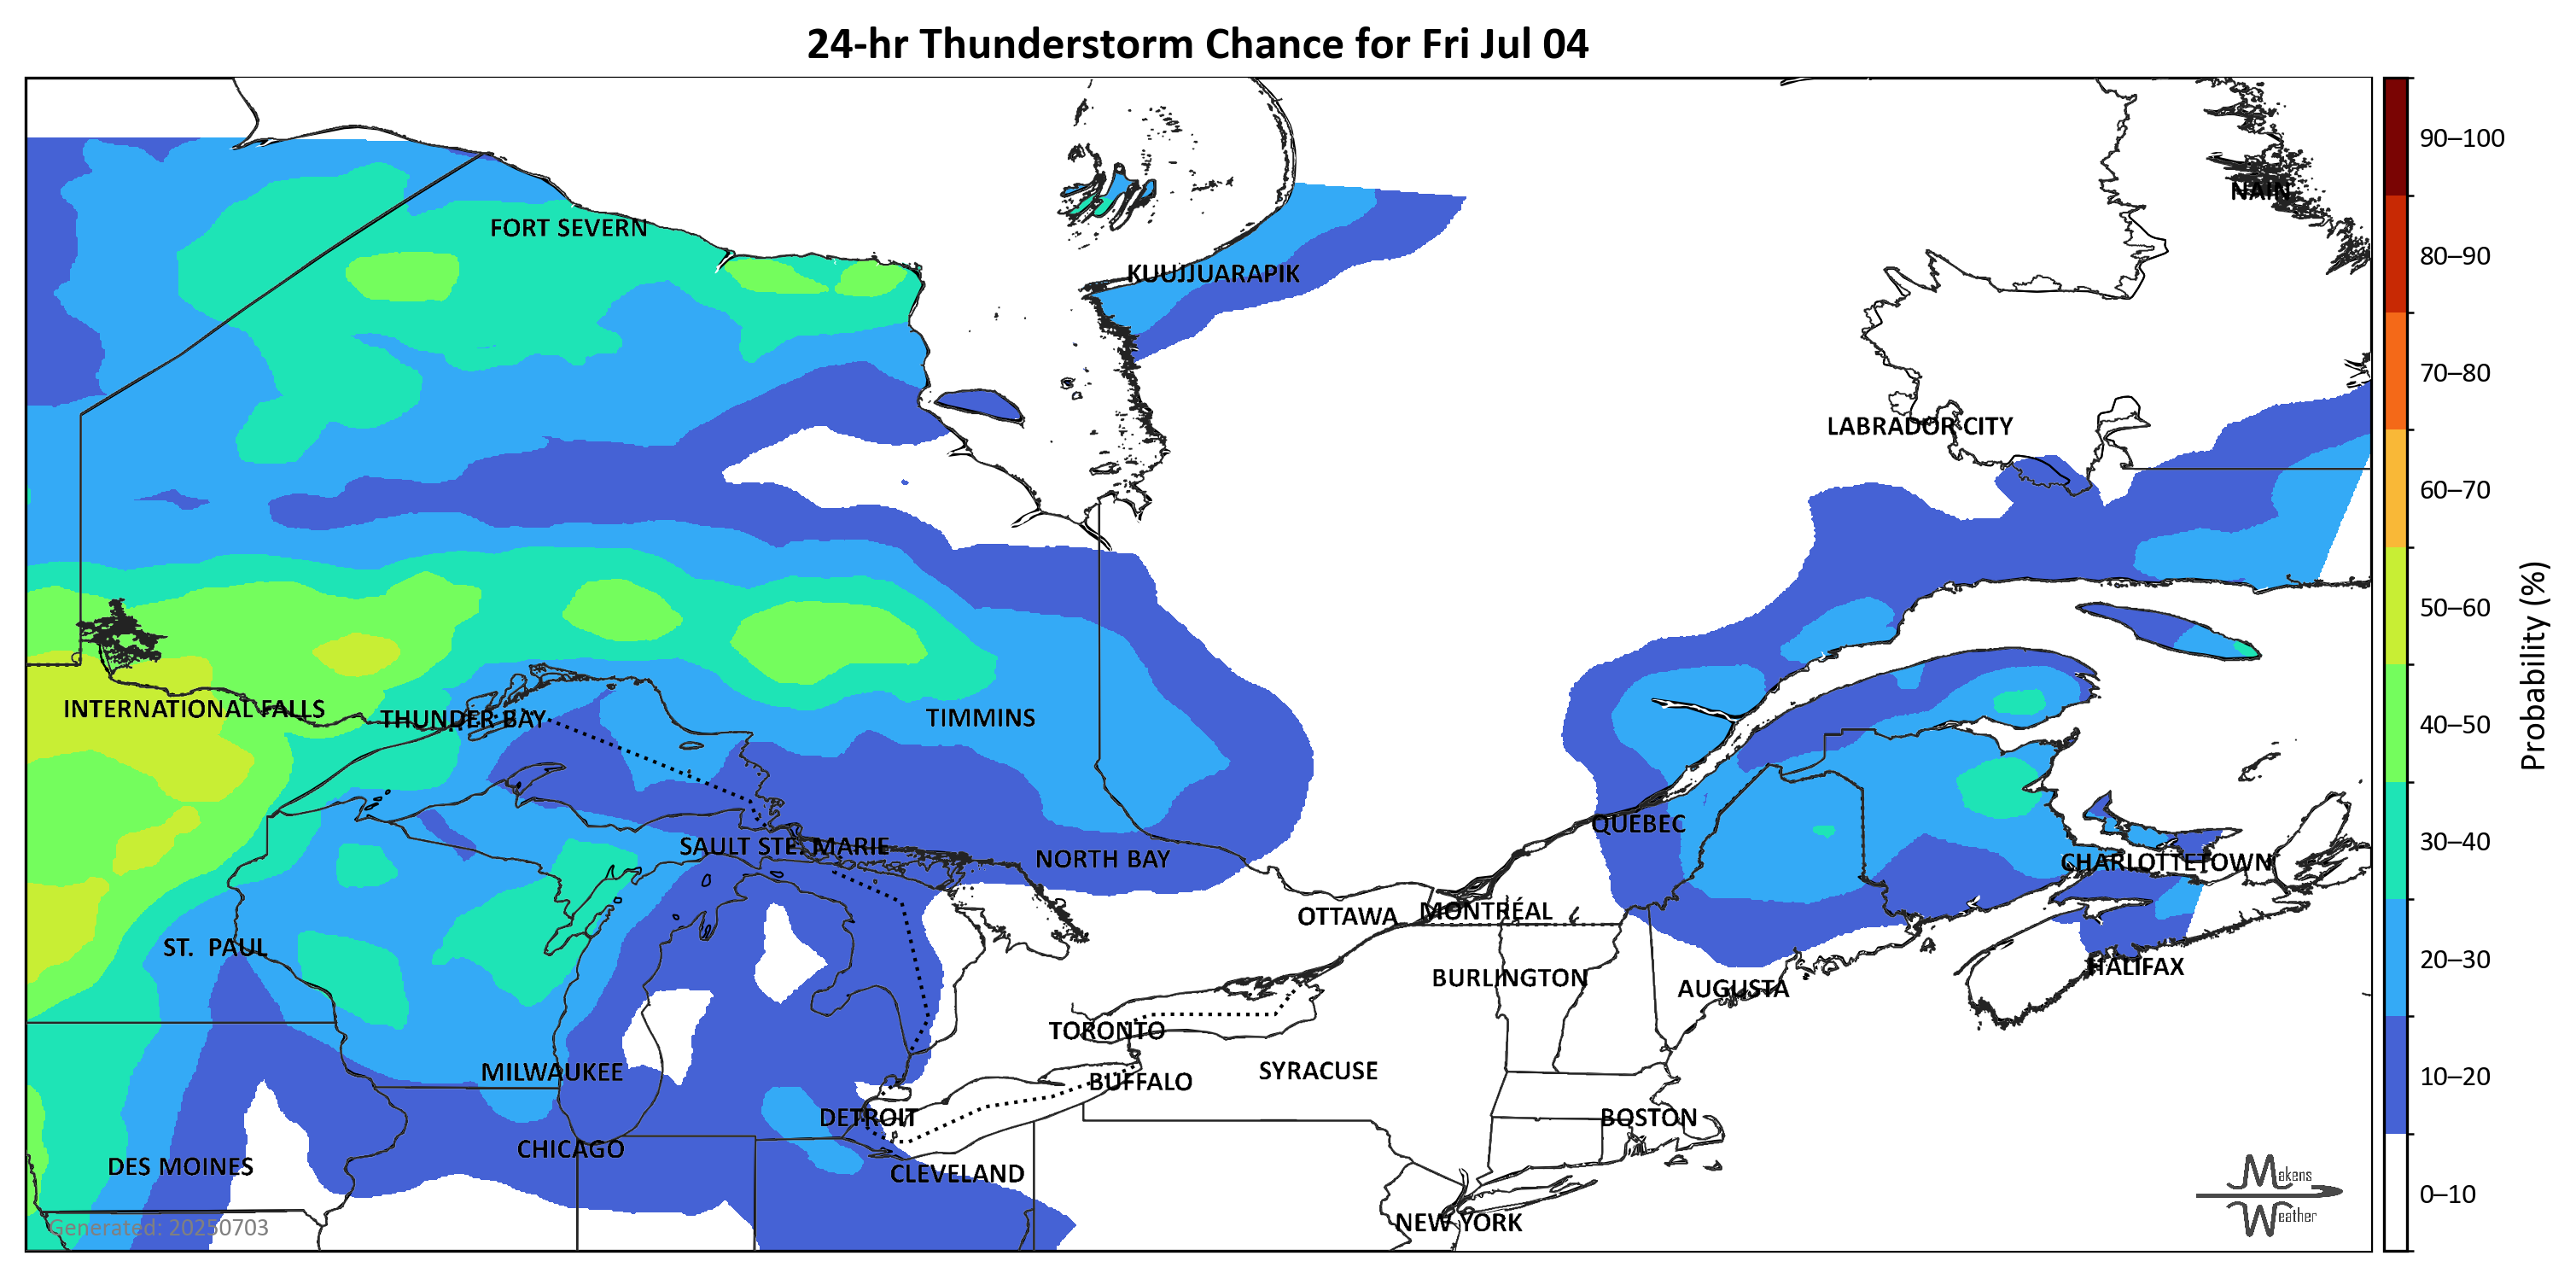 24-hr Thunderstorm Chance for Fri Jul 04
90–100
NAIN
FORT SEVERN
80–90
KUUJJUARAPIK
70–80
LABRADOR CITY
60–70
50–60
INTERNATIONAL FALLS
THUNDER BAY
TIMMINS
40–50
Probability (%)
QUEBEC
SAULT STE. MARIE
30–40
NORTH BAY
CHARLOTTETOWN
OTTAWA
MONTRÉAL
ST. PAUL
20–30
HALIFAX
BURLINGTON
AUGUSTA
TORONTO
MILWAUKEE
SYRACUSE
BUFFALO
10–20
DETROIT
BOSTON
CHICAGO
DES MOINES
CLEVELAND
Makens
Weather
0–10
NEW YORK
Generated: 20250703